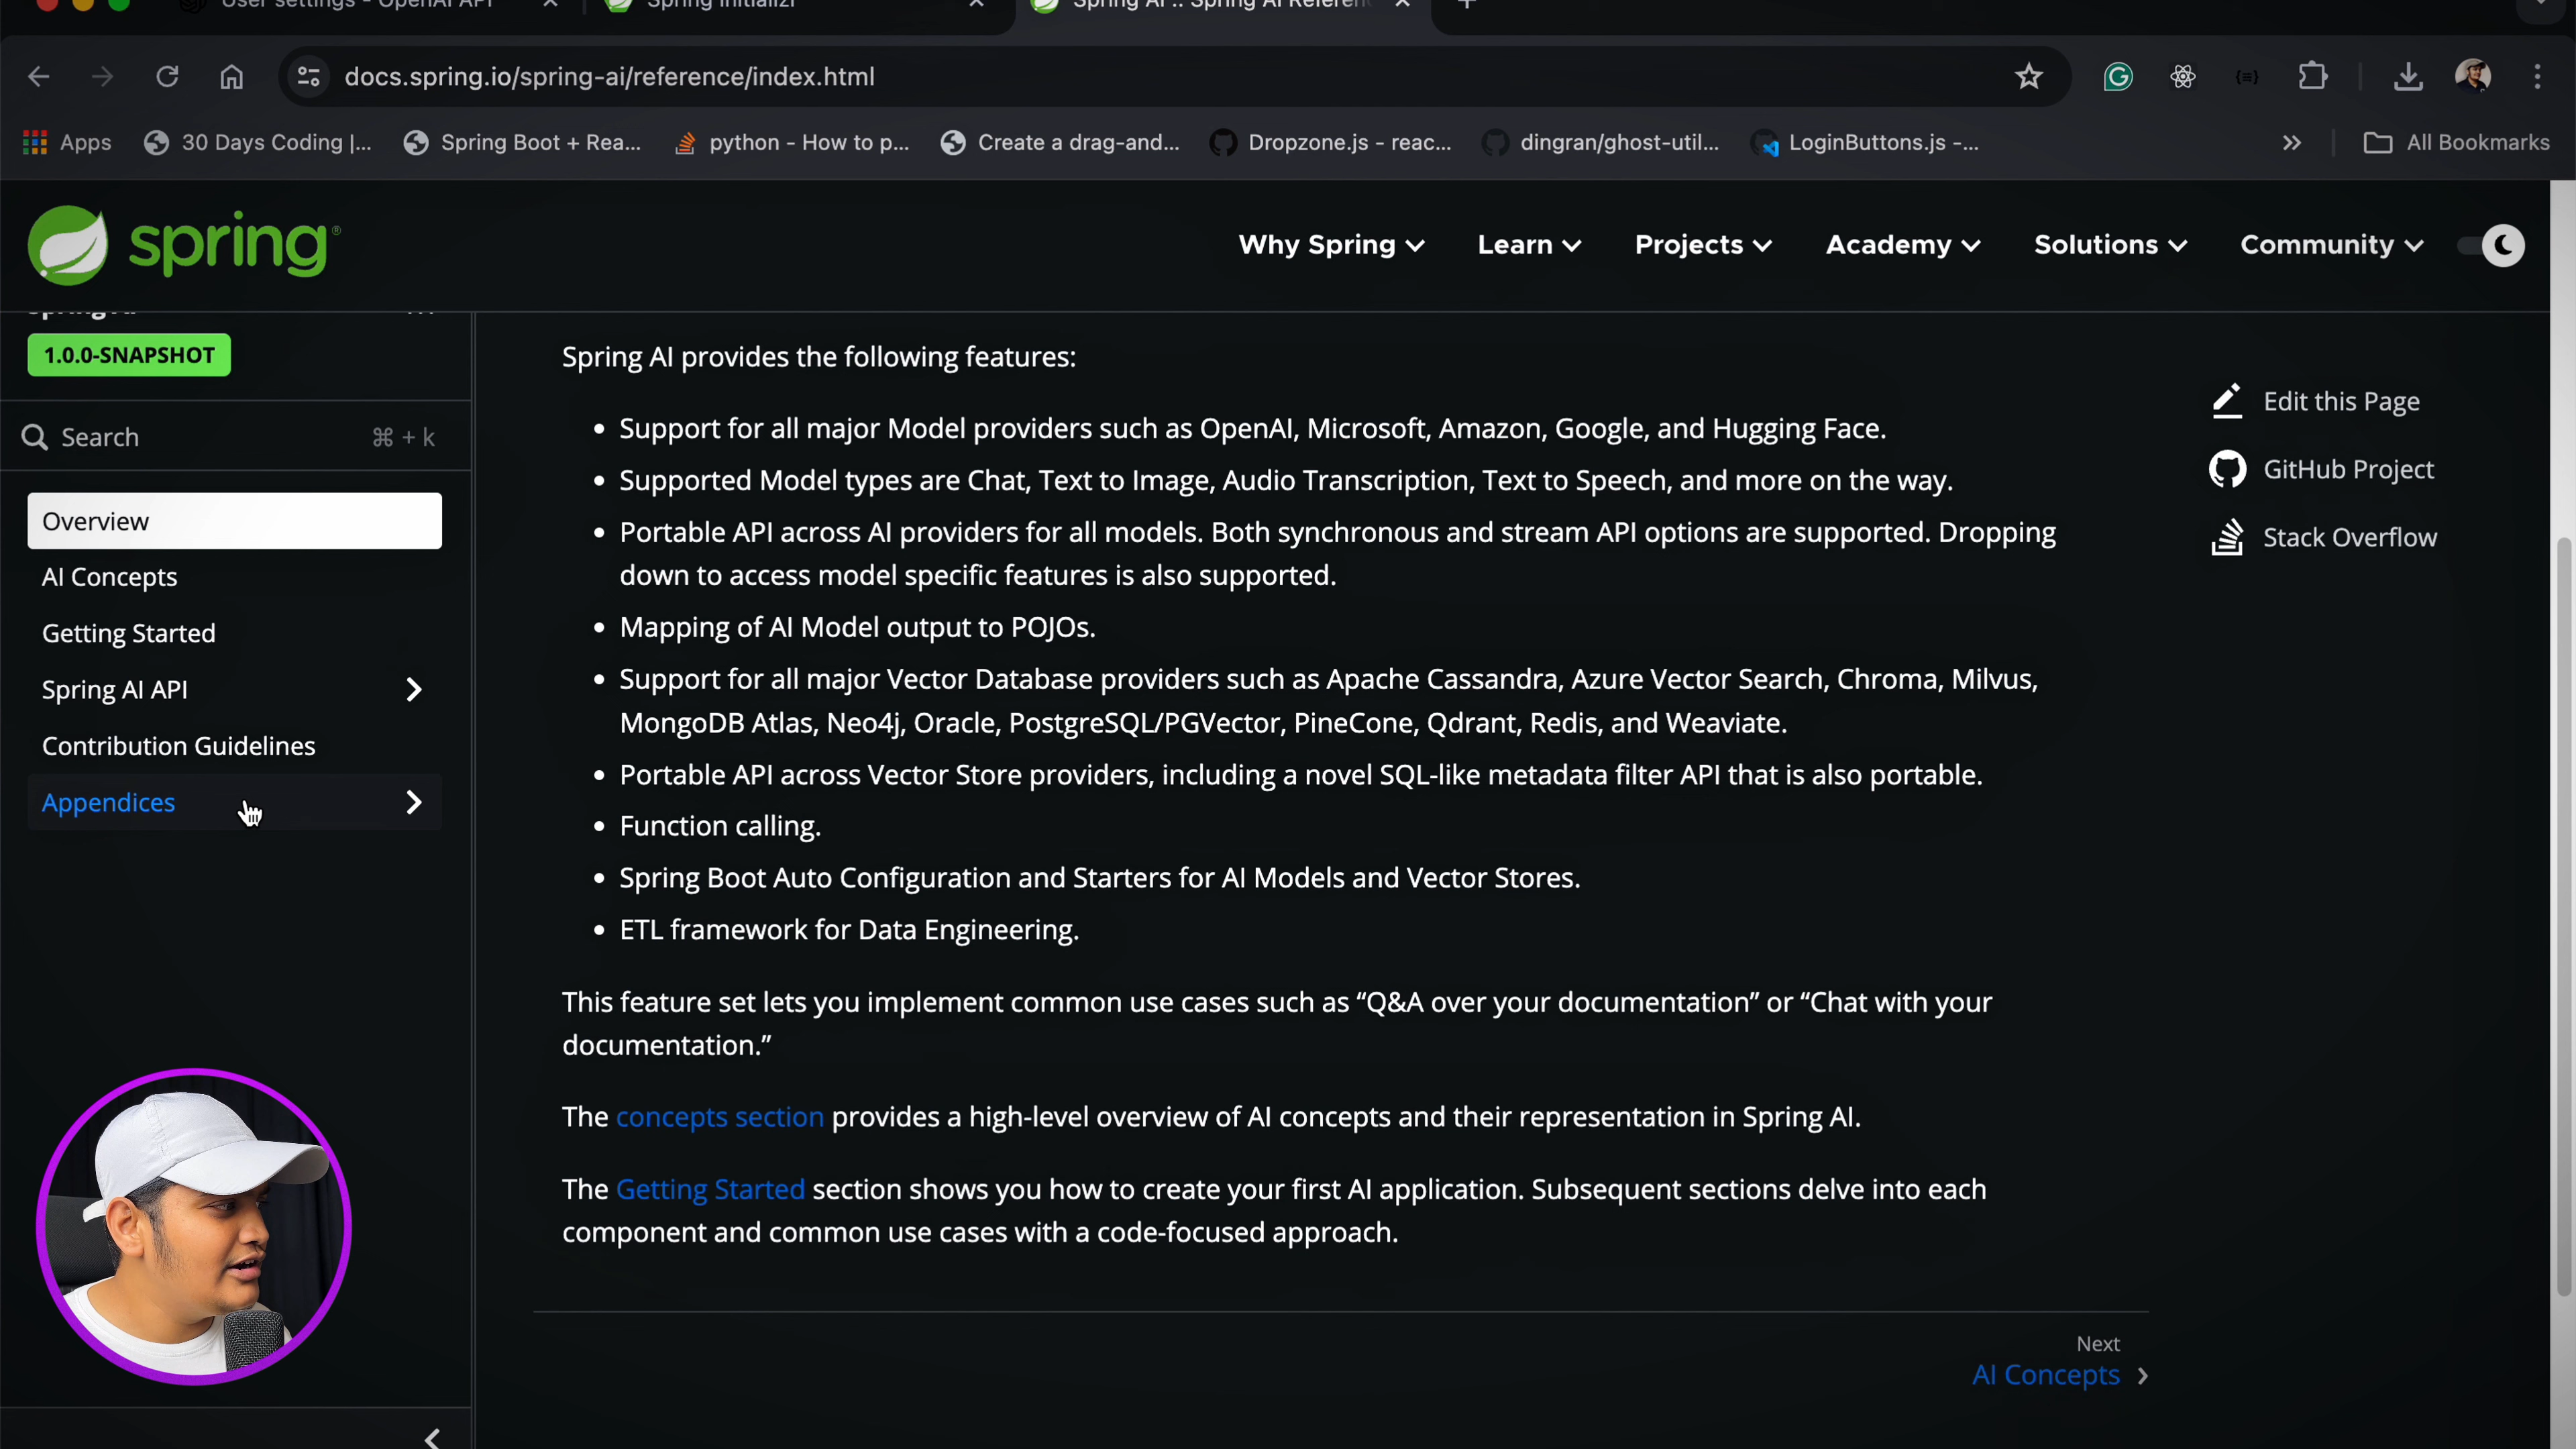 User settings - OpenAI API
Spring Initializr
Spring AI :: Spring AI Referen
docs.spring.io/spring-ai/reference/index.html
Apps
30 Days Coding |...
Spring Boot + Rea...
python - How to p...
Create a drag-and...
Dropzone.js - reac...
dingran/ghost-util...
LoginButtons.js -...
All Bookmarks
spring
Why Spring
Learn
Projects
Academy
Solutions
Community
Spring AI
1.0.0-SNAPSHOT
Search
⌘ + k
Overview
AI Concepts
Getting Started
Spring AI API
Contribution Guidelines
Appendices
Spring AI provides the following features:
• Support for all major Model providers such as OpenAI, Microsoft, Amazon, Google, and Hugging Face.
• Supported Model types are Chat, Text to Image, Audio Transcription, Text to Speech, and more on the way.
• Portable API across AI providers for all models. Both synchronous and stream API options are supported. Dropping
down to access model specific features is also supported.
• Mapping of AI Model output to POJOs.
• Support for all major Vector Database providers such as Apache Cassandra, Azure Vector Search, Chroma, Milvus,
MongoDB Atlas, Neo4j, Oracle, PostgreSQL/PGVector, PineCone, Qdrant, Redis, and Weaviate.
• Portable API across Vector Store providers, including a novel SQL-like metadata filter API that is also portable.
• Function calling.
• Spring Boot Auto Configuration and Starters for AI Models and Vector Stores.
• ETL framework for Data Engineering.
This feature set lets you implement common use cases such as “Q&A over your documentation” or “Chat with your
documentation.”
The concepts section provides a high-level overview of AI concepts and their representation in Spring AI.
The Getting Started section shows you how to create your first AI application. Subsequent sections delve into each
component and common use cases with a code-focused approach.
Next
AI Concepts
Edit this Page
GitHub Project
Stack Overflow